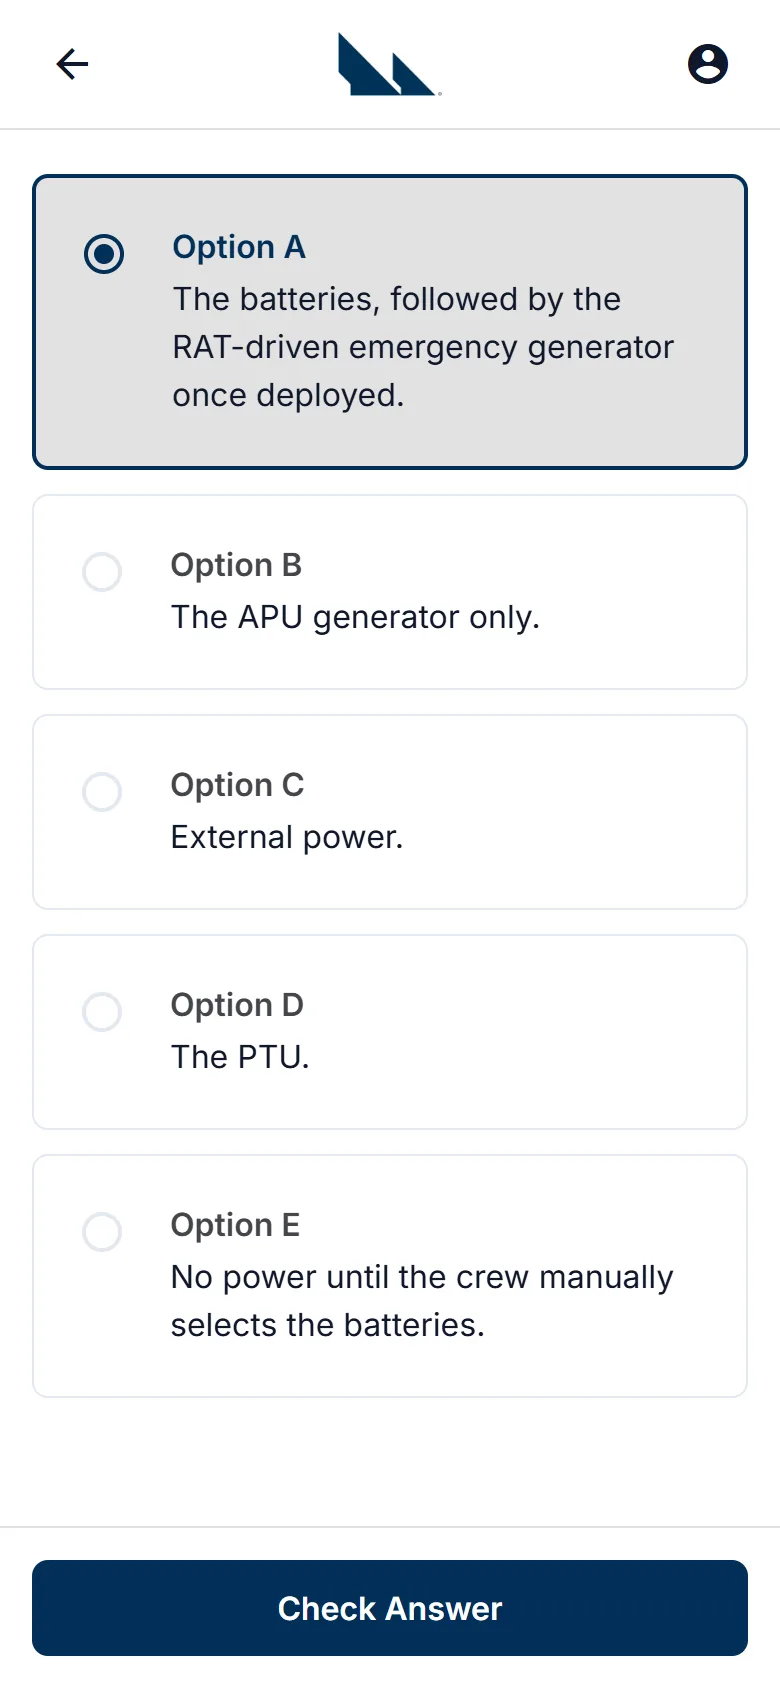 Option A
The batteries, followed by the
RAT-driven emergency generator
once deployed.
Option B
The APU generator only.
Option C
External power.
Option D
The PTU.
Option E
No power until the crew manually
selects the batteries.
Check Answer